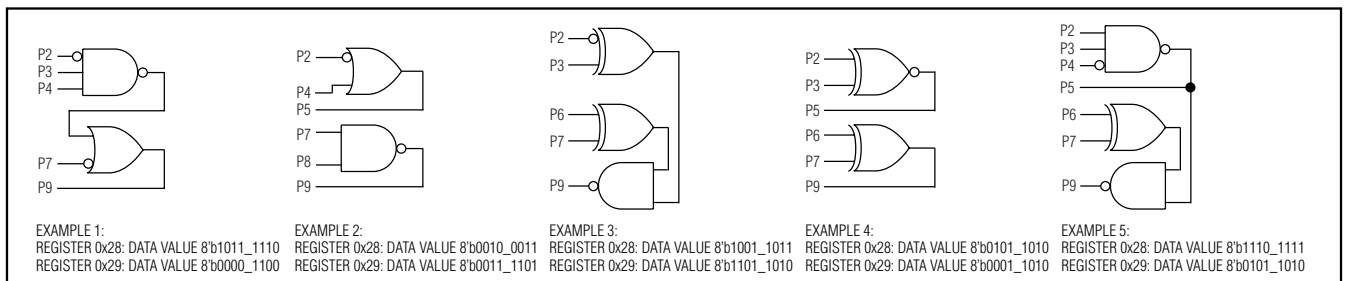 P2
P3
P4
P7
P9
EXAMPLE 1:
REGISTER 0x28: DATA VALUE 8'b1011_1110
REGISTER 0x29: DATA VALUE 8'b0000_1100
P2
P4
P5
P7
P8
P9
EXAMPLE 2:
REGISTER 0x28: DATA VALUE 8'b0010_0011
REGISTER 0x29: DATA VALUE 8'b0011_1101
P2
P3
P6
P7
P9
EXAMPLE 3:
REGISTER 0x28: DATA VALUE 8'b1001_1011
REGISTER 0x29: DATA VALUE 8'b1101_1010
P2
P3
P5
P6
P7
P9
EXAMPLE 4:
REGISTER 0x28: DATA VALUE 8'b0101_1010
REGISTER 0x29: DATA VALUE 8'b0001_1010
P2
P3
P4
P5
P6
P7
P9
EXAMPLE 5:
REGISTER 0x28: DATA VALUE 8'b1110_1111
REGISTER 0x29: DATA VALUE 8'b0101_1010